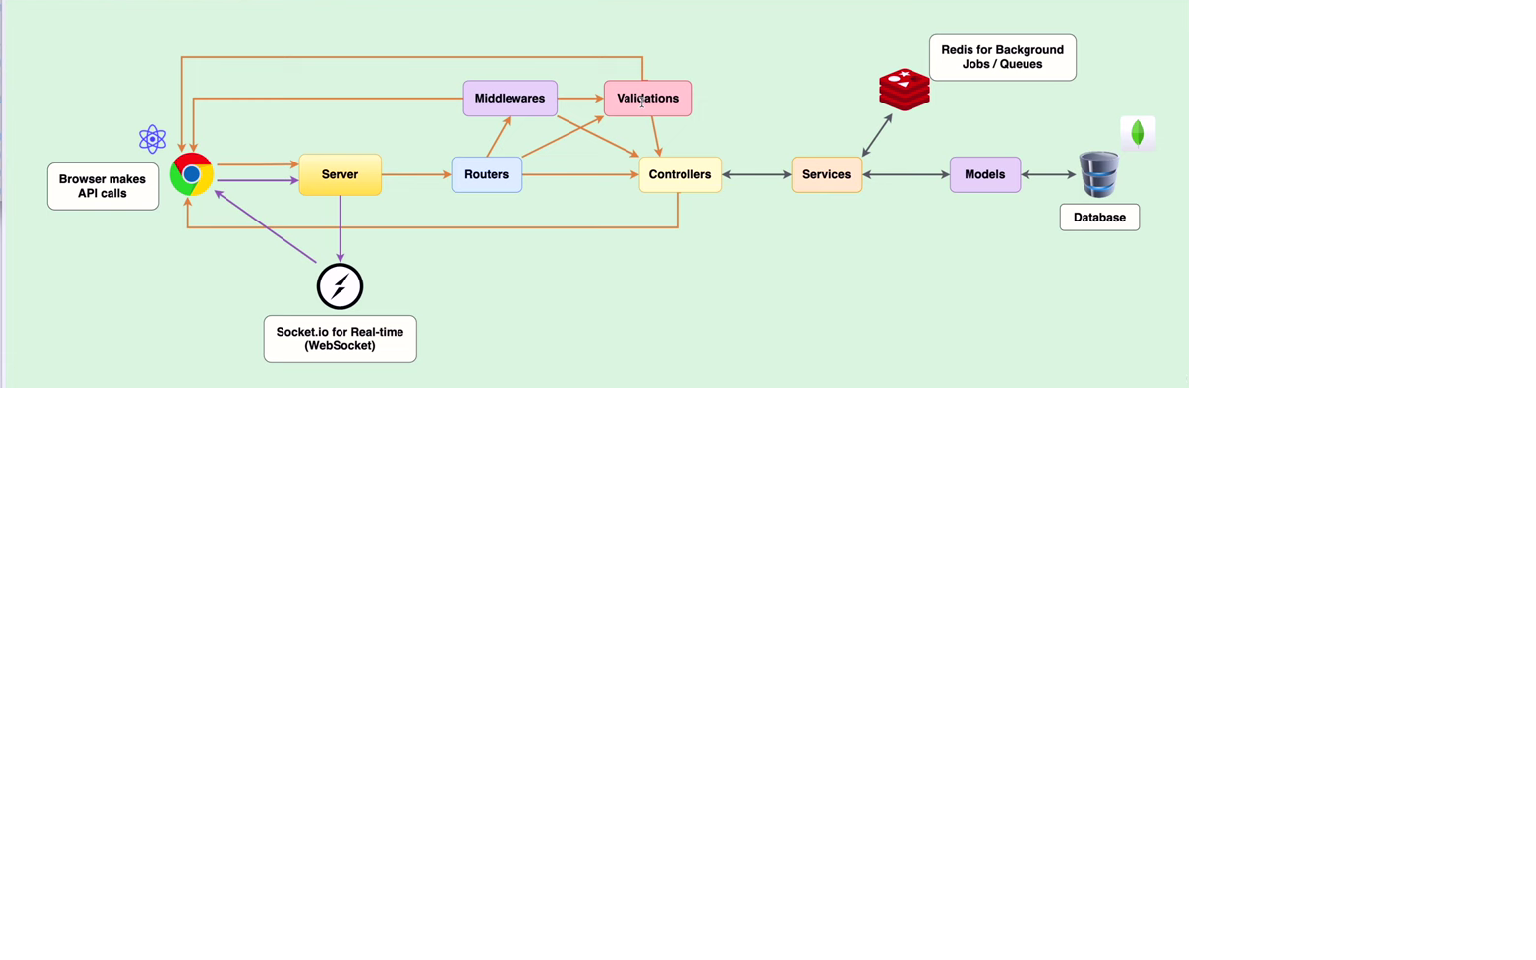 Redis for Background
Jobs / Queues
Middlewares
Validations
Browser makes
API calls
Server
Routers
Controllers
Services
Models
Database
Socket.io for Real-time
(WebSocket)